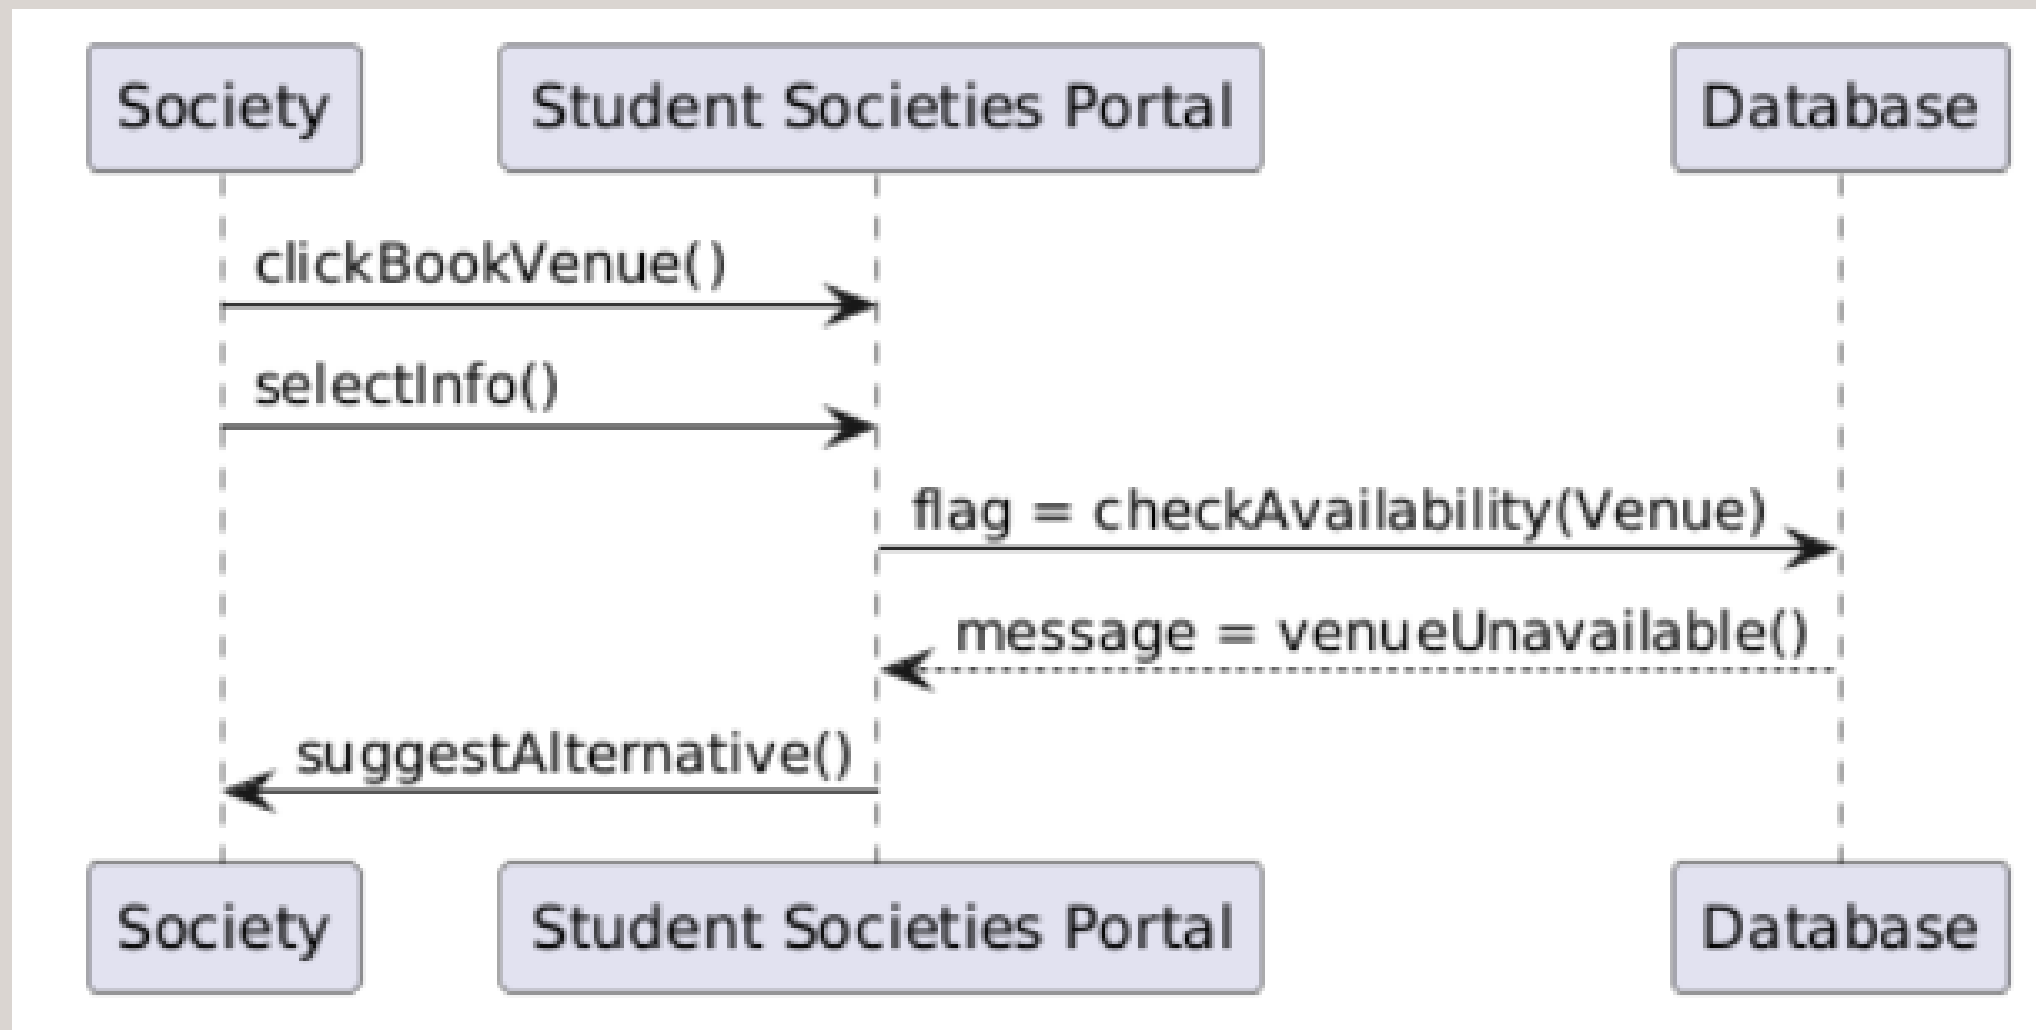 Society
Student Societies Portal
Database
clickBookVenue()
selectInfo()
flag = checkAvailability(Venue)
message = venueUnavailable()
suggestAlternative()
Society
Student Societies Portal
Database